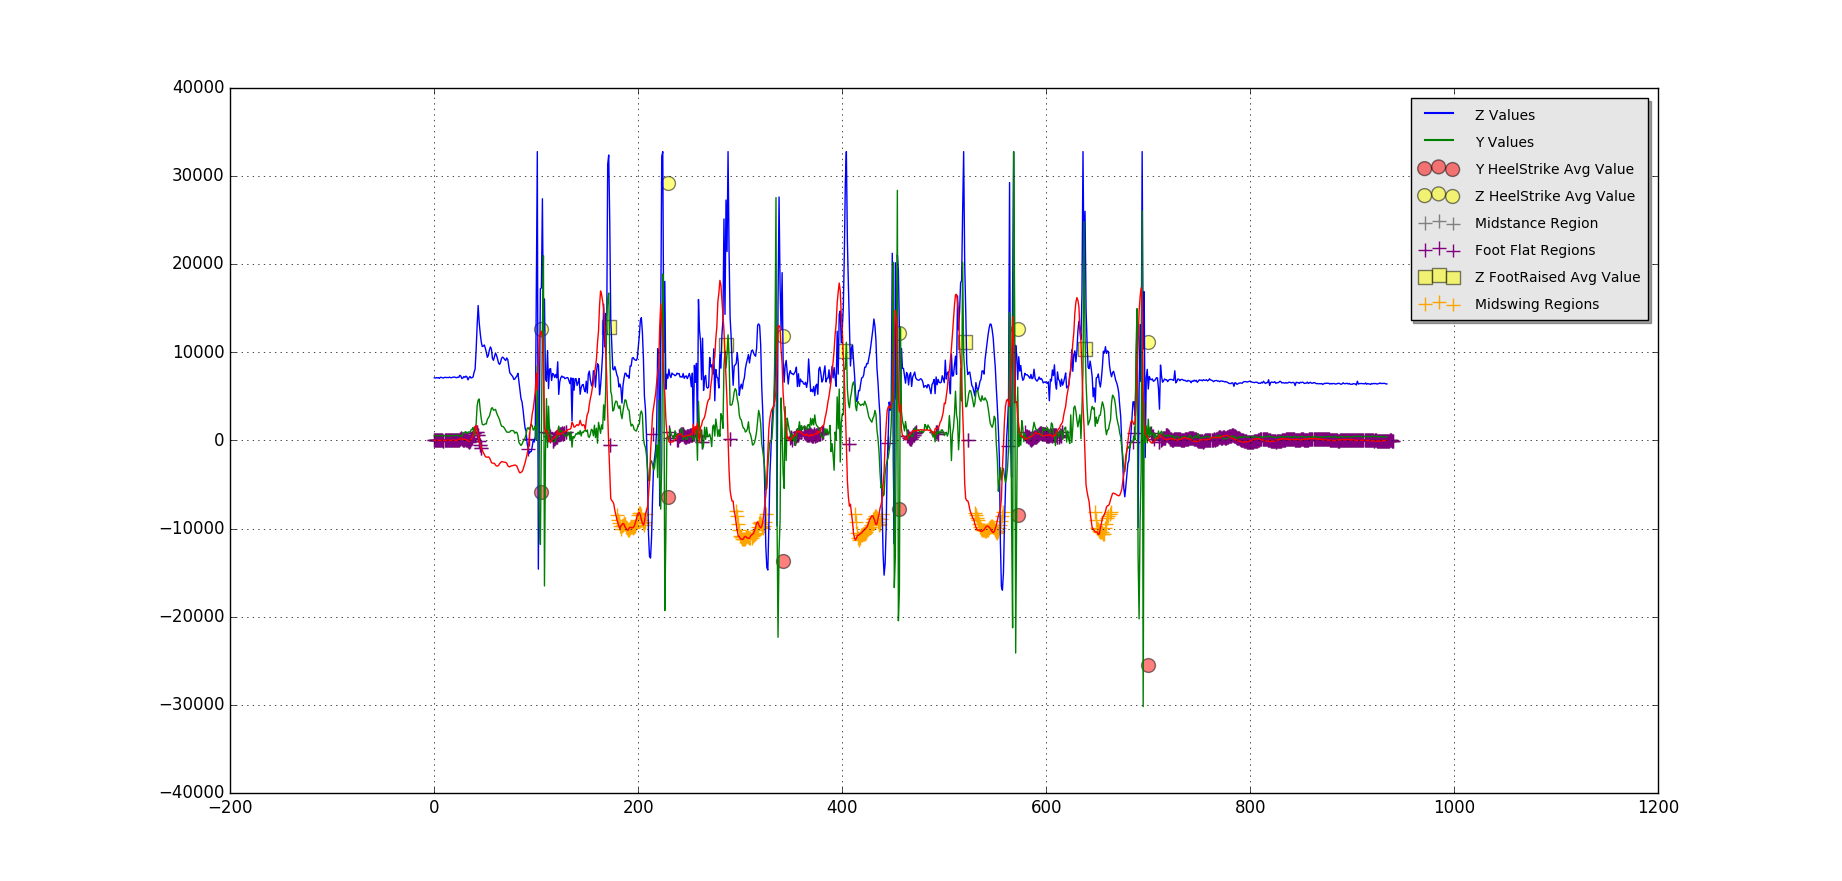 40000
30000
20000
10000
0
−10000
−20000
−30000
−40000
−200
0
200
400
600
800
1000
1200
Z Values
Y Values
Y HeelStrike Avg Value
Z HeelStrike Avg Value
Midstance Region
Foot Flat Regions
Z FootRaised Avg Value
Midswing Regions